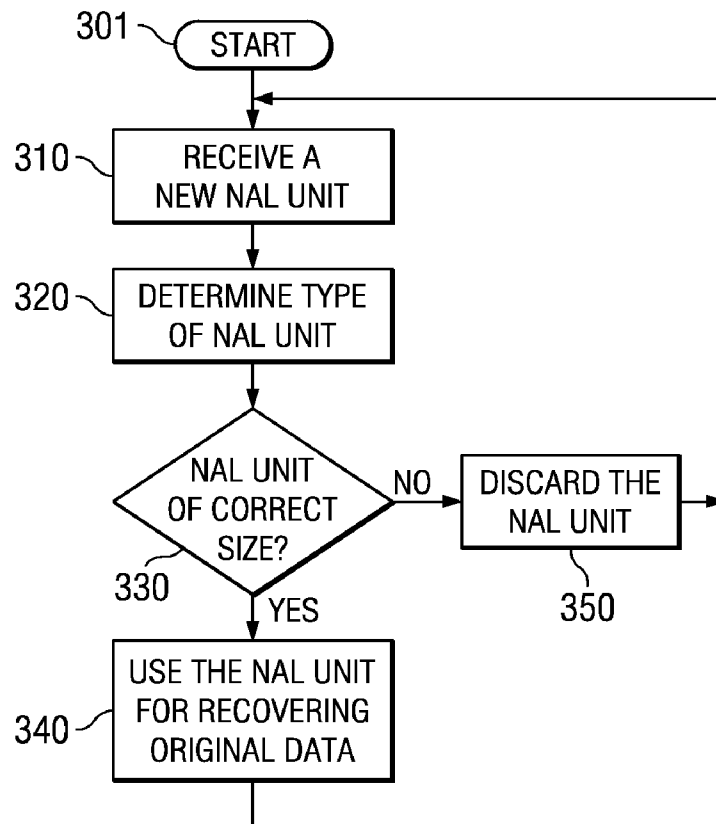 301
START
310
RECEIVE A
NEW NAL UNIT
320
DETERMINE TYPE
OF NAL UNIT
NAL UNIT
OF CORRECT
SIZE?
330
NO
DISCARD THE
NAL UNIT
350
YES
340
USE THE NAL UNIT
FOR RECOVERING
ORIGINAL DATA